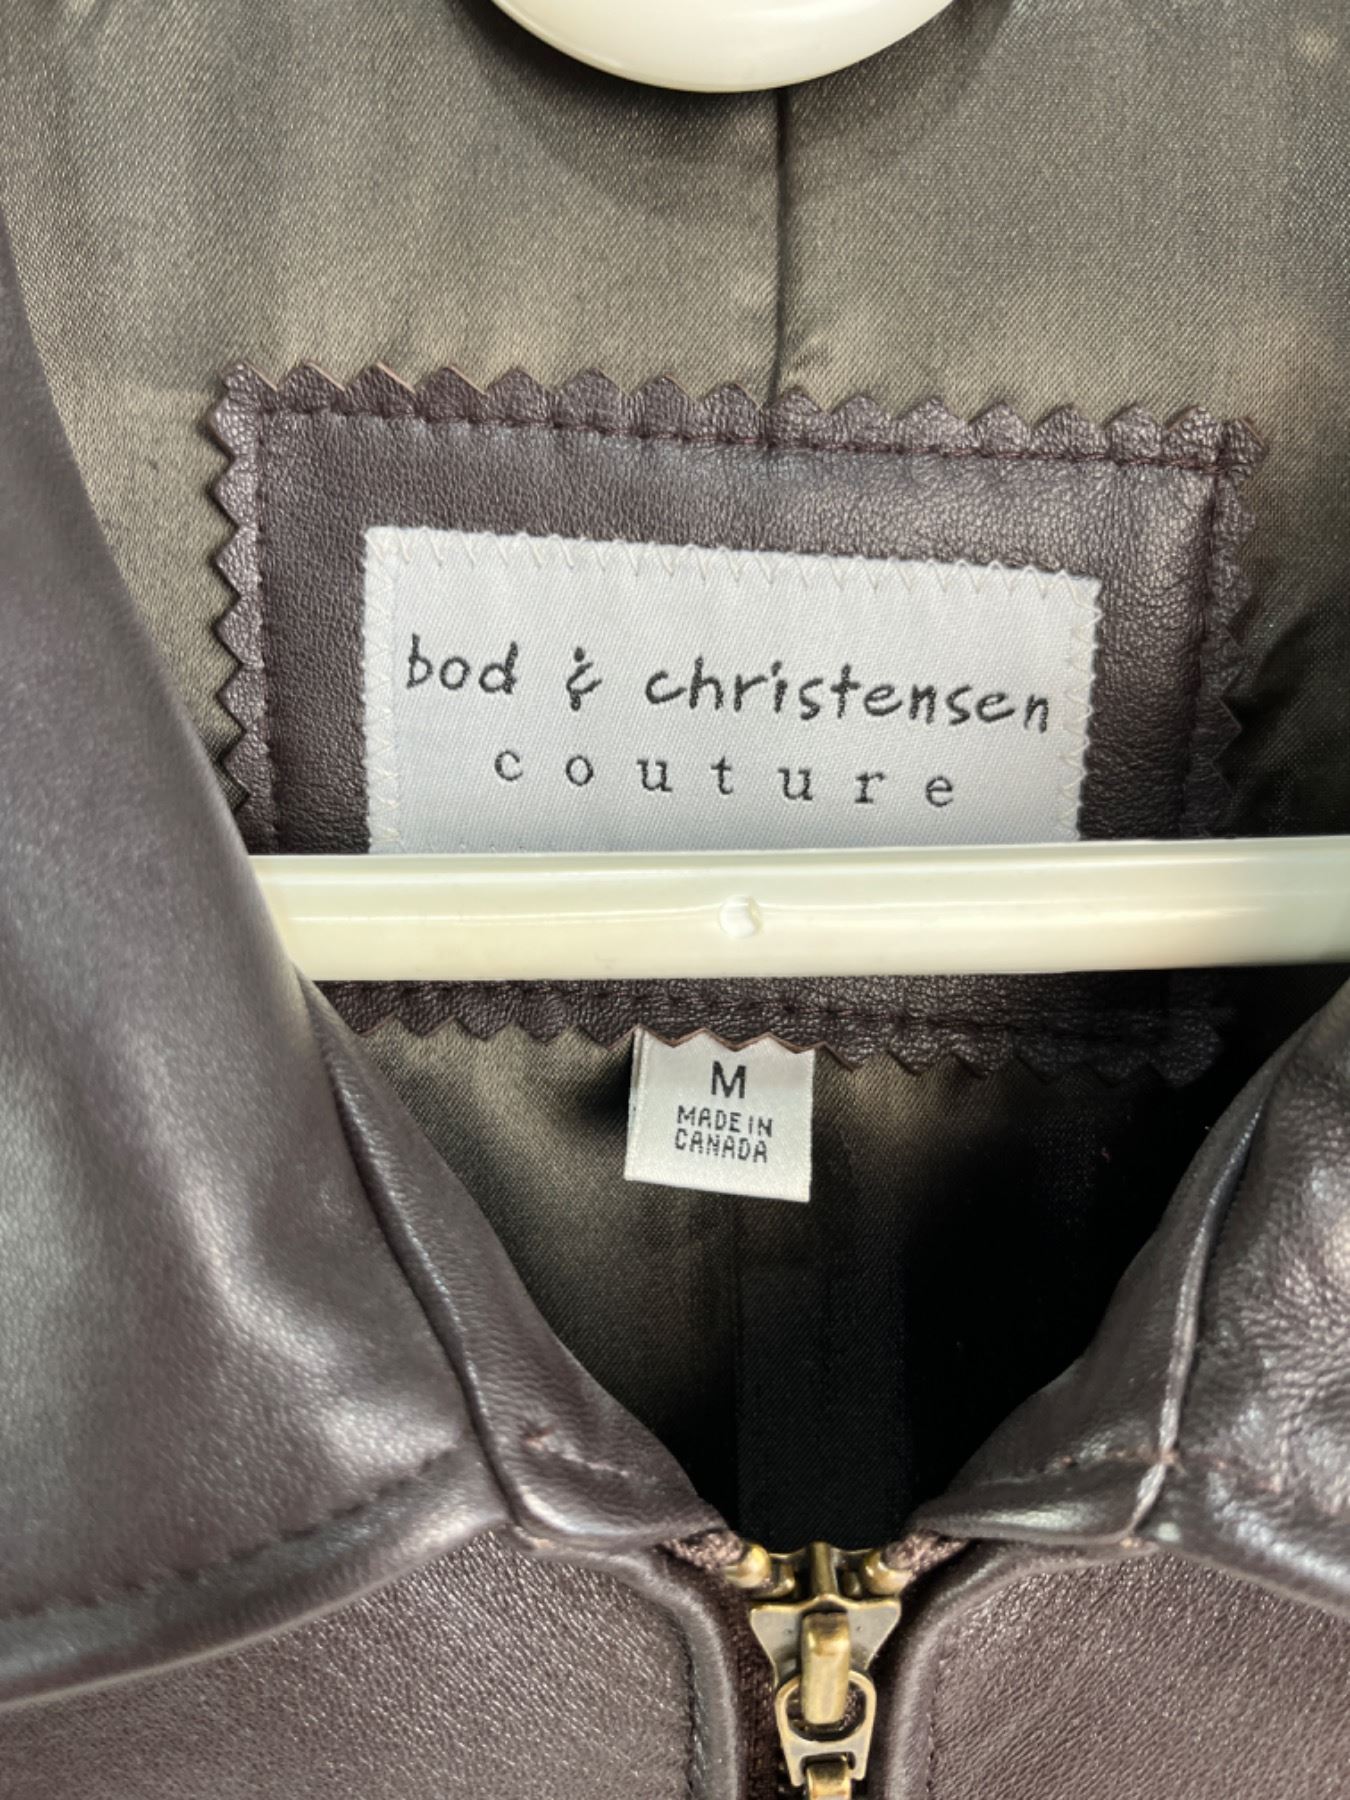 bod & christensen
couture
M
MADE IN
CANADA